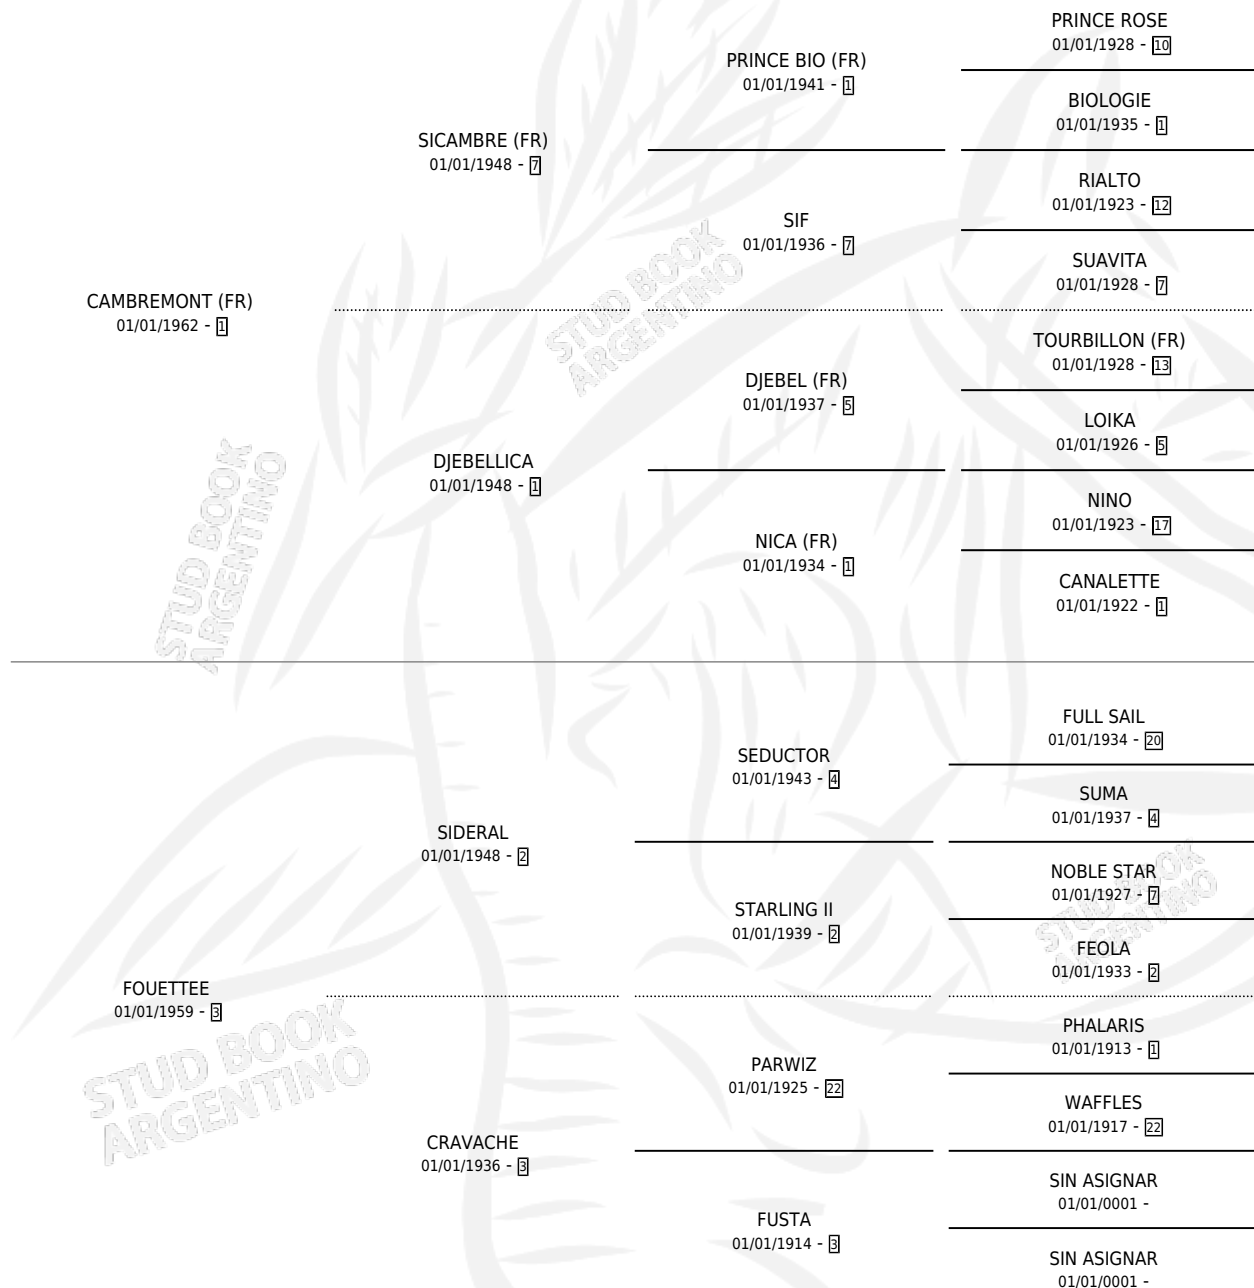 PRINCE ROSE
01/01/1928 - 10
PRINCE BIO (FR)
01/01/1941 - 1
BIOLOGIE
01/01/1935 - 1
SICAMBRE (FR)
01/01/1948 - 7
RIALTO
01/01/1923 - 12
SIF
01/01/1936 - 7
SUAVITA
01/01/1928 - 7
CAMBREMONT (FR)
01/01/1962 - 1
TOURBILLON (FR)
01/01/1928 - 13
DJEBEL (FR)
01/01/1937 - 5
LOIKA
01/01/1926 - 5
DJEBELLICA
01/01/1948 - 1
NINO
01/01/1923 - 17
NICA (FR)
01/01/1934 - 1
CANALETTE
01/01/1922 - 1
FULL SAIL
01/01/1934 - 20
SEDUCTOR
01/01/1943 - 4
SUMA
01/01/1937 - 4
SIDERAL
01/01/1948 - 2
NOBLE STAR
01/01/1927 - 7
STARLING II
01/01/1939 - 2
FEOLA
01/01/1933 - 2
FOUETTEE
01/01/1959 - 3
PHALARIS
01/01/1913 - 1
PARWIZ
01/01/1925 - 22
WAFFLES
01/01/1917 - 22
CRAVACHE
01/01/1936 - 3
SIN ASIGNAR
01/01/0001 -
FUSTA
01/01/1914 - 3
SIN ASIGNAR
01/01/0001 -
STUD BOOK
ARGENTINO
STUD BOOK
ARGENTINO
STUD BOOK
ARGENTINO
STUD BOOK
ARGENTINO